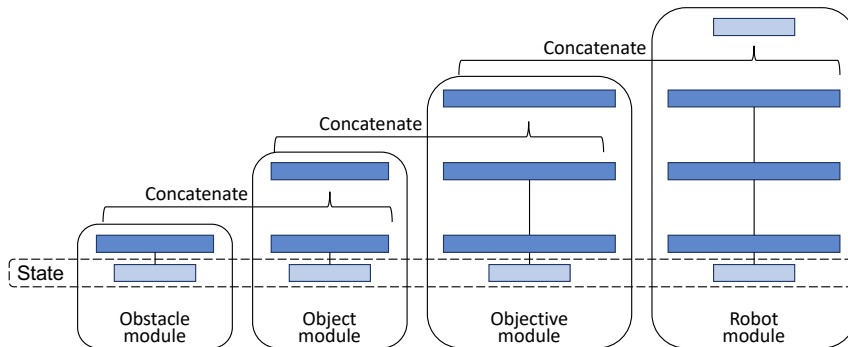 Concatenate
Concatenate
Concatenate
State
Obstacle
module
Object
module
Objective
module
Robot
module